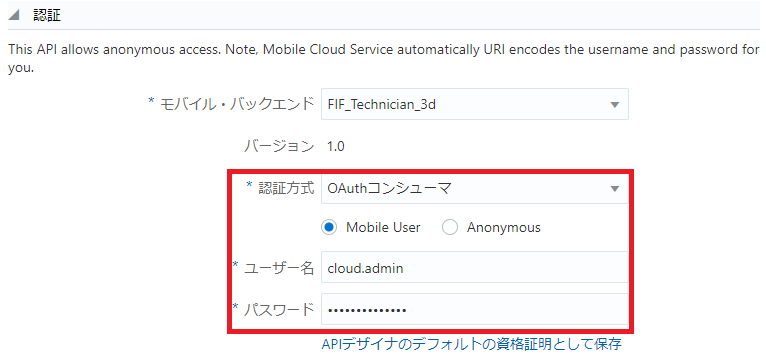 認証
This API allows anonymous access. Note, Mobile Cloud Service automatically URI encodes the username and password for
you.
* モバイル・バックエンド FIF_Technician_3d
バージョン 1.0
* 認証方式 OAuthコンシューマ
Mobile User Anonymous
* ユーザー名 cloud.admin
* パスワード ••••••••••••••
APIデザイナのデフォルトの資格証明として保存